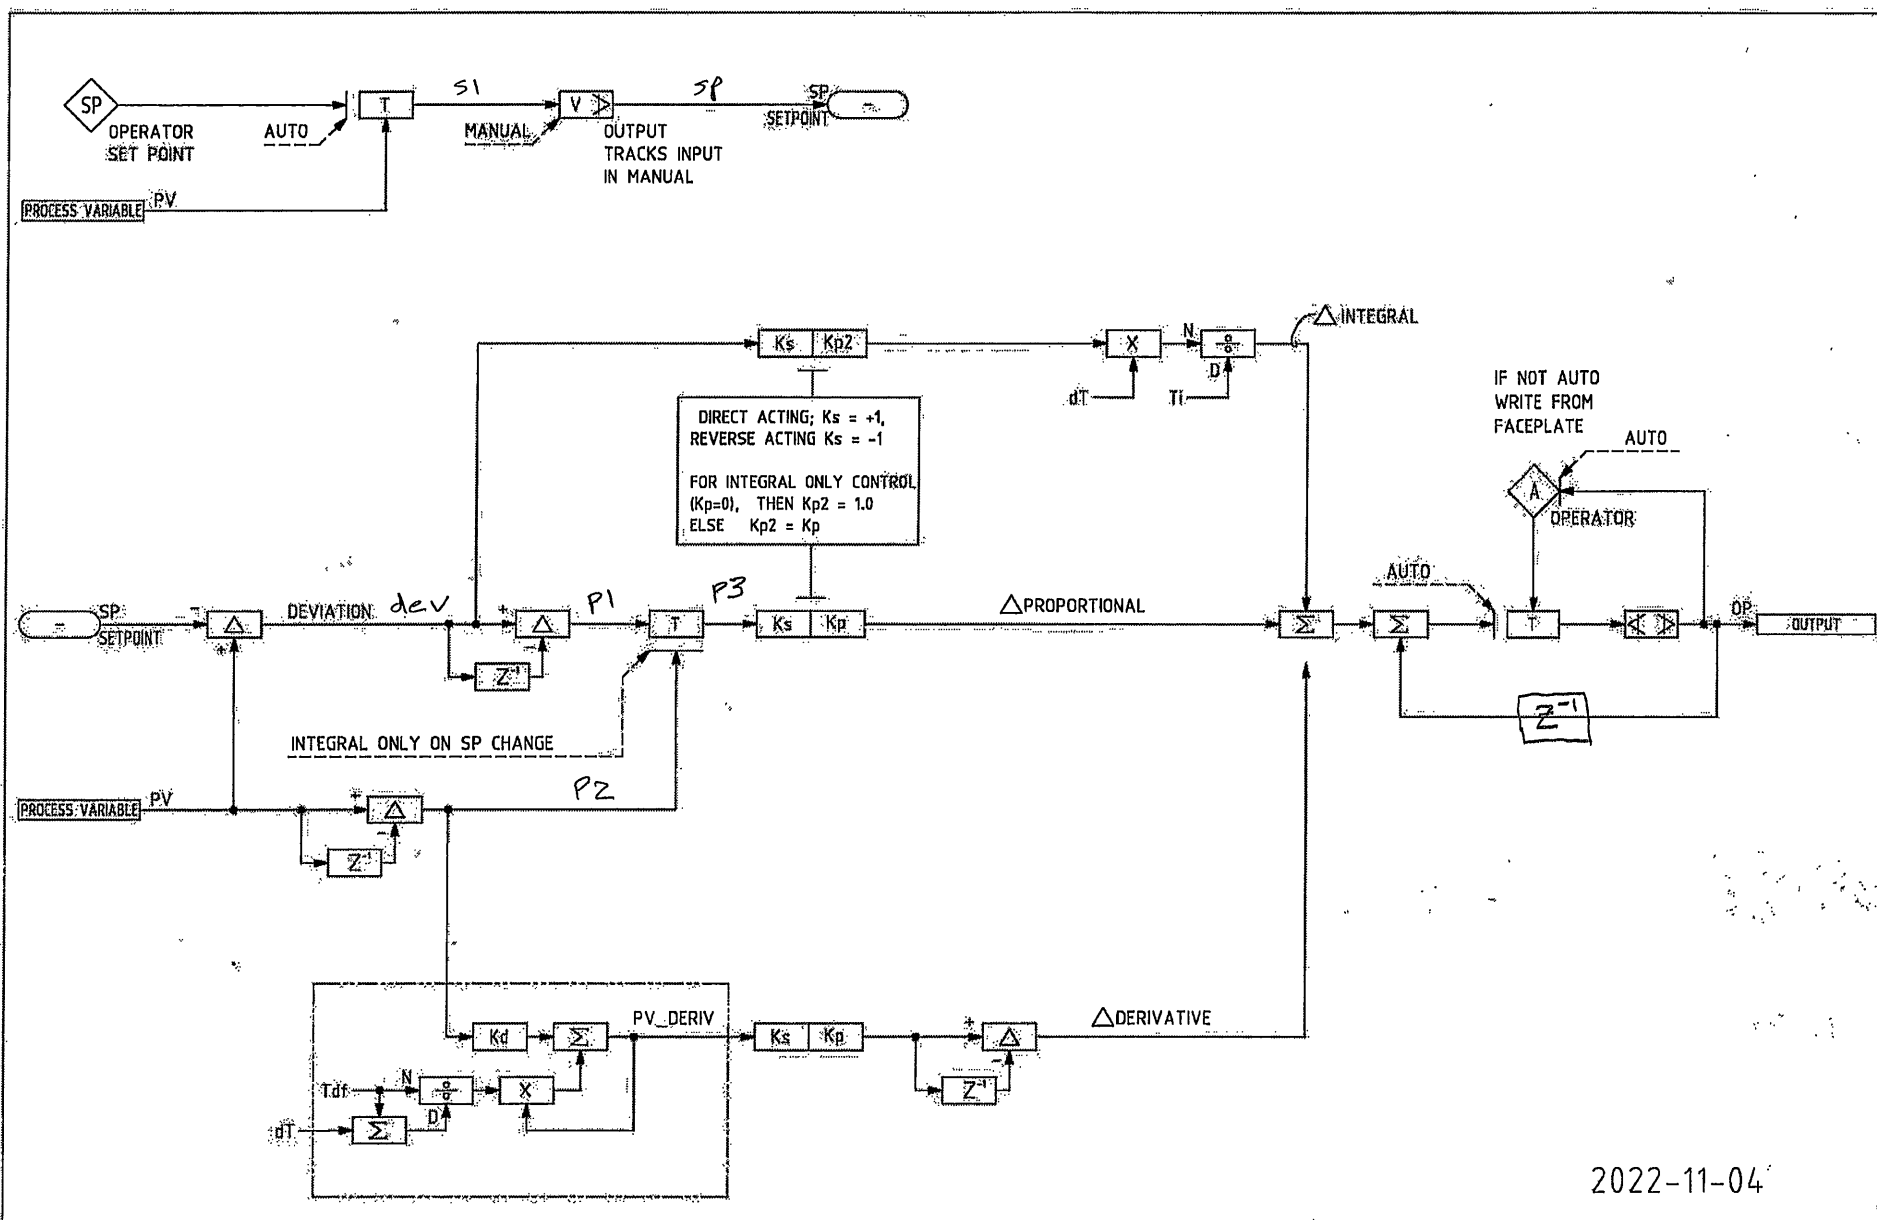 SP
OPERATOR
SET POINT
AUTO
T
S1
MANUAL
V >
OUTPUT
TRACKS INPUT
IN MANUAL
SP
SP
SETPOINT
-
PROCESS VARIABLE
PV
Ks Kp2
X
dT
N
÷
D
Ti
△ INTEGRAL
DIRECT ACTING; Ks = +1,
REVERSE ACTING Ks = -1
FOR INTEGRAL ONLY CONTROL
(Kp=0), THEN Kp2 = 1.0
ELSE Kp2 = Kp
IF NOT AUTO
WRITE FROM
FACEPLATE
AUTO
A
OPERATOR
-
SP
SETPOINT
-
△
+
DEVIATION
dev
+
△
-
Z⁻¹
P1
T
P3
Ks Kp
△PROPORTIONAL
Σ
Σ
AUTO
T
< >
OP
OUTPUT
Z⁻¹
INTEGRAL ONLY ON SP CHANGE
PROCESS VARIABLE
PV
+
△
-
Z⁻¹
P2
Kd
Σ
PV_DERIV
Ks Kp
+
△
-
Z⁻¹
△DERIVATIVE
Tdf
N
÷
D
X
dT
Σ
2022-11-04